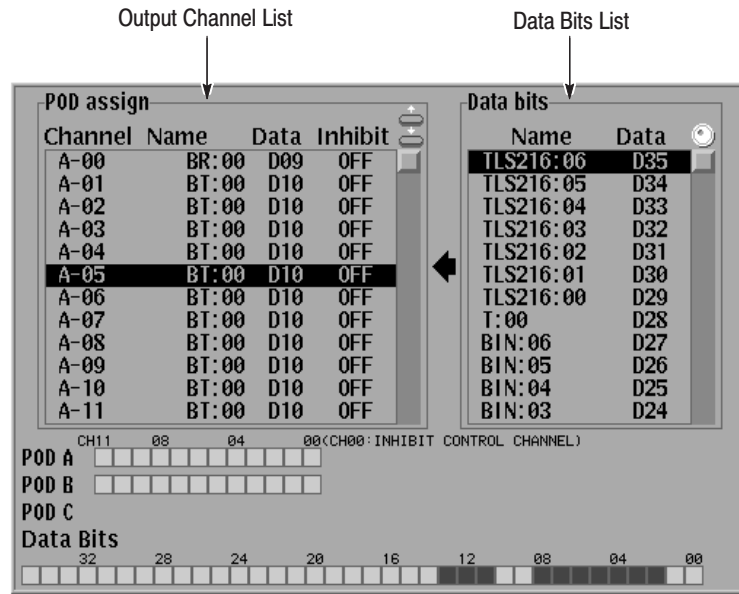 Output Channel List
Data Bits List
POD assign
Channel Name Data Inhibit
A-00 BR:00 D09 OFF
A-01 BT:00 D10 OFF
A-02 BT:00 D10 OFF
A-03 BT:00 D10 OFF
A-04 BT:00 D10 OFF
A-05 BT:00 D10 OFF
A-06 BT:00 D10 OFF
A-07 BT:00 D10 OFF
A-08 BT:00 D10 OFF
A-09 BT:00 D10 OFF
A-10 BT:00 D10 OFF
A-11 BT:00 D10 OFF
Data bits
Name Data
TLS216:06 D35
TLS216:05 D34
TLS216:04 D33
TLS216:03 D32
TLS216:02 D31
TLS216:01 D30
TLS216:00 D29
T:00 D28
BIN:06 D27
BIN:05 D26
BIN:04 D25
BIN:03 D24
CH11 08 04 00(CH00:INHIBIT CONTROL CHANNEL)
POD A
POD B
POD C
Data Bits
32 28 24 20 16 12 08 04 00